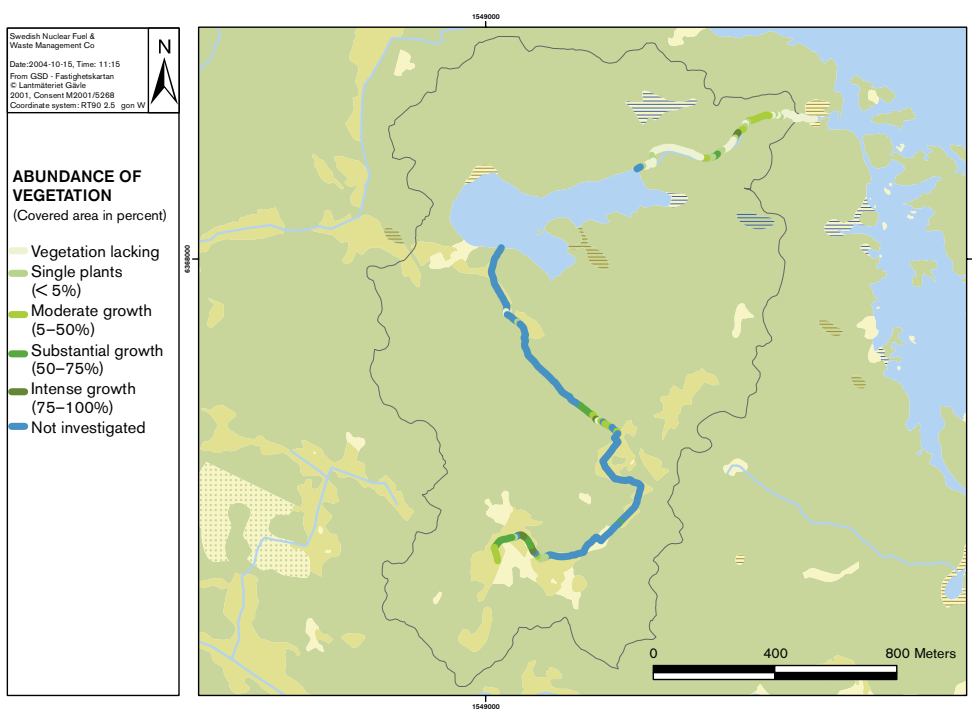 Swedish Nuclear Fuel &
Waste Management Co
Date:2004-10-15, Time: 11:15
From GSD - Fastighetskartan
© Lantmäteriet Gävle
2001, Consent M2001/5268
Coordinate system: RT90 2.5 gon W
N
ABUNDANCE OF
VEGETATION
(Covered area in percent)
Vegetation lacking
Single plants
(< 5%)
Moderate growth
(5–50%)
Substantial growth
(50–75%)
Intense growth
(75–100%)
Not investigated
1549000
6368000
0 400 800 Meters
1549000